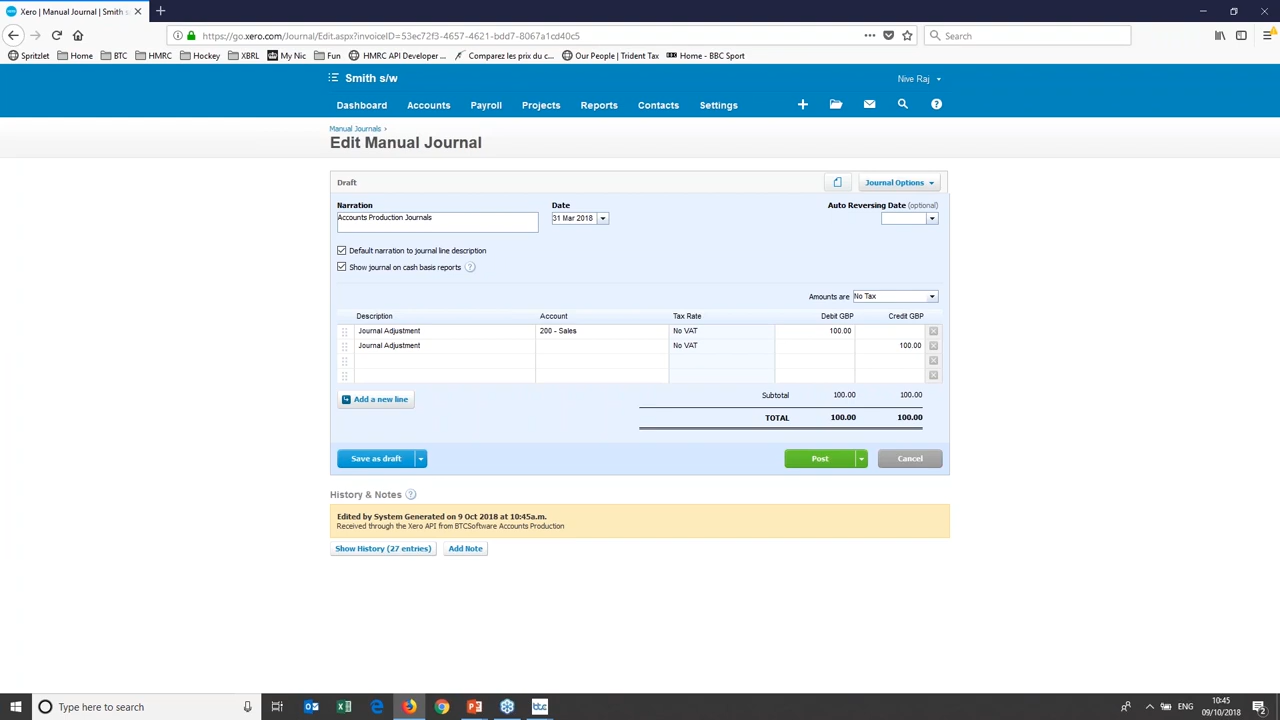 Xero | Manual Journal | Smith s
https://go.xero.com/Journal/Edit.aspx?invoiceID=53ec72f3-4657-4621-bdd7-8067a1cd40c5
Search
Spritzlet Home BTC HMRC Hockey XBRL My Nic Fun HMRC API Developer ... Comparez les prix du c... Our People | Trident Tax Home - BBC Sport
Smith s/w
Nive Raj
Dashboard Accounts Payroll Projects Reports Contacts Settings
Manual Journals ›
Edit Manual Journal
Draft
Journal Options
Narration Date Auto Reversing Date (optional)
Accounts Production Journals 31 Mar 2018
Default narration to journal line description
Show journal on cash basis reports ?
Amounts are No Tax
Description Account Tax Rate Debit GBP Credit GBP
Journal Adjustment 200 - Sales No VAT 100.00
Journal Adjustment No VAT 100.00
Add a new line
Subtotal 100.00 100.00
TOTAL 100.00 100.00
Save as draft Post Cancel
History & Notes ?
Edited by System Generated on 9 Oct 2018 at 10:45a.m.
Received through the Xero API from BTCSoftware Accounts Production
Show History (27 entries) Add Note
Type here to search
btc
ENG
10:45
09/10/2018
2